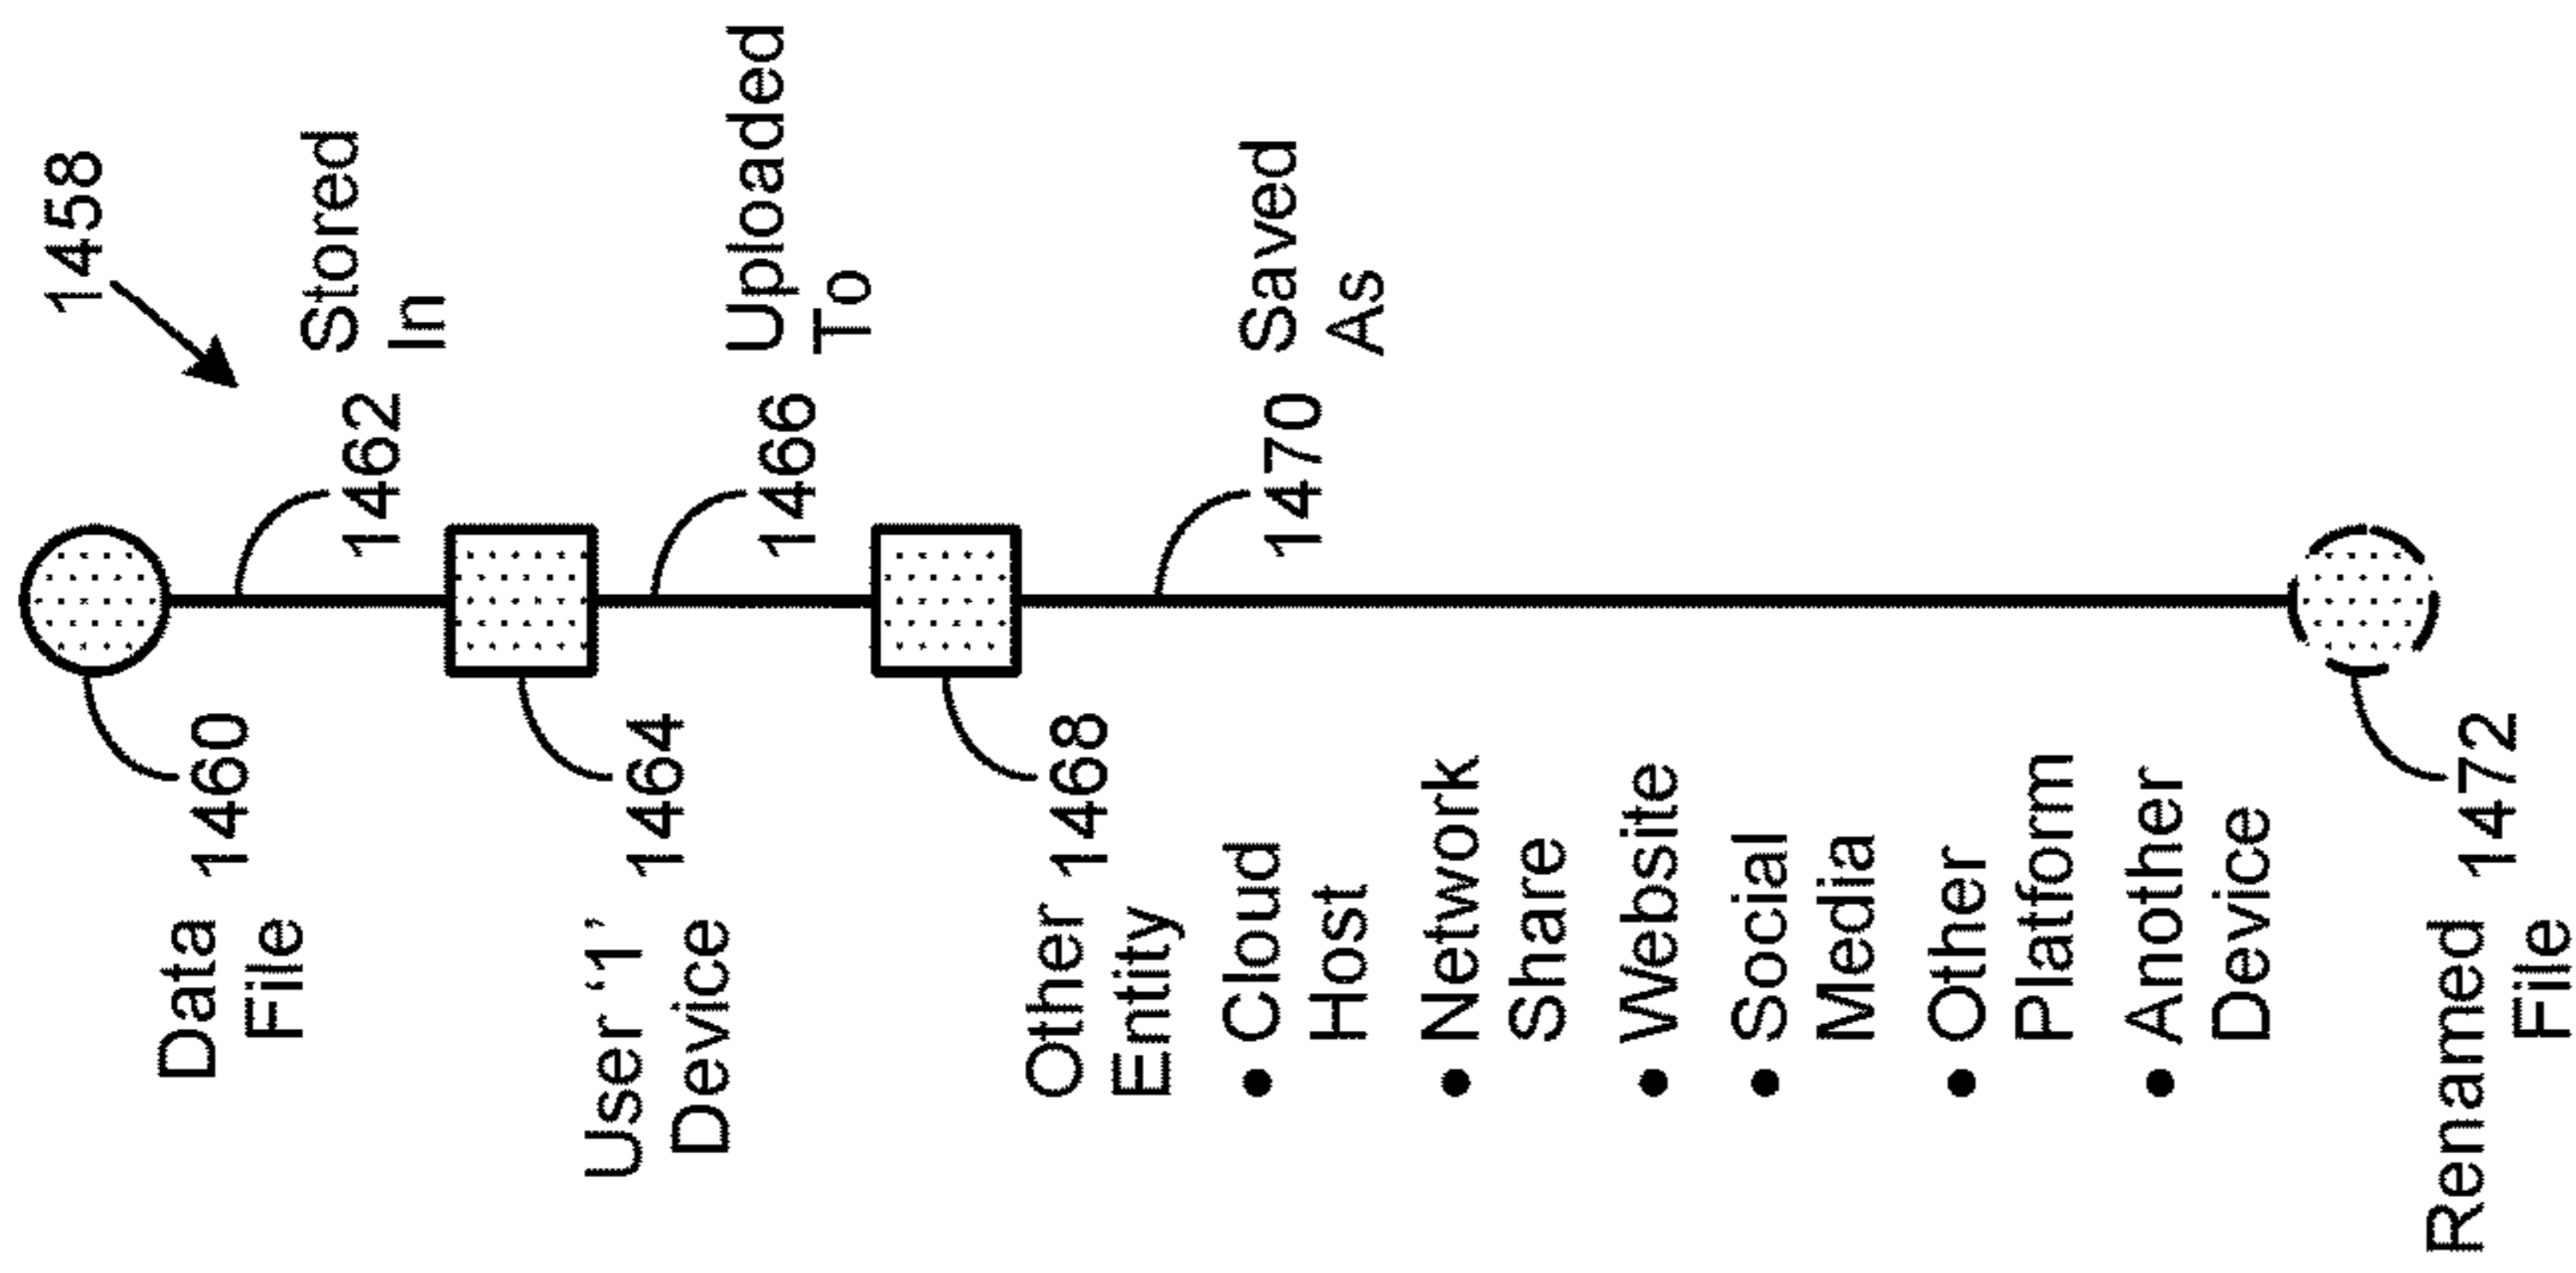 1458
Stored
In
Uploaded
To
Saved
As
1462
1466
1470
1460
1464
1468
1472
Data
File
User ‘1’
Device
Other
Entity
• Cloud
Host
• Network
Share
• Website
• Social
Media
• Other
Platform
• Another
Device
Renamed
File